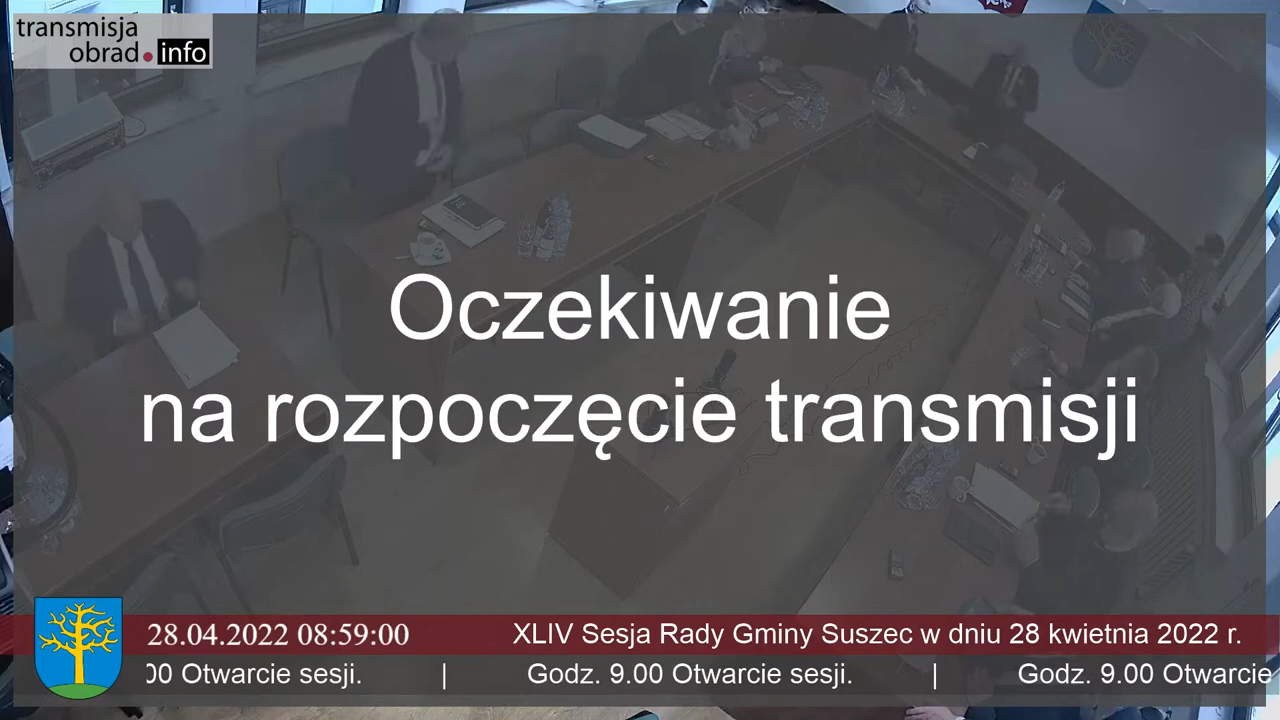 transmisja
obrad.info
Oczekiwanie
na rozpoczęcie transmisji
28.04.2022 08:59:00
XLIV Sesja Rady Gminy Suszec w dniu 28 kwietnia 2022 r.
00 Otwarcie sesji. | Godz. 9.00 Otwarcie sesji. | Godz. 9.00 Otwarcie